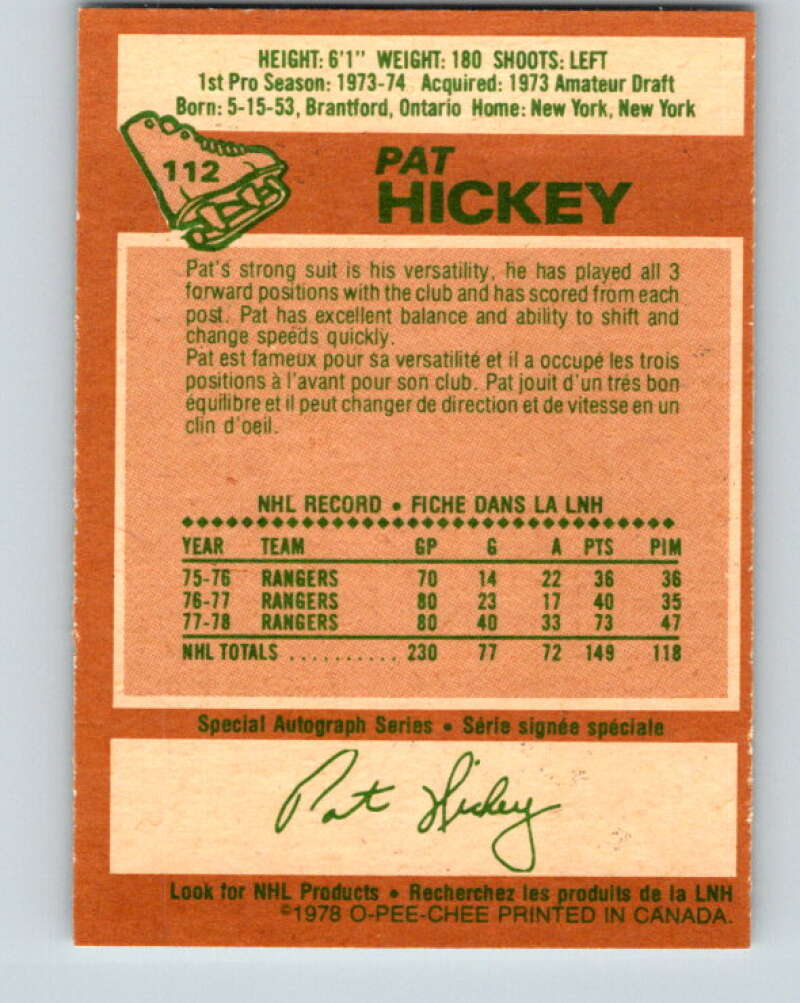 HEIGHT: 6'1" WEIGHT: 180 SHOOTS: LEFT
1st Pro Season: 1973-74 Acquired: 1973 Amateur Draft
Born: 5-15-53, Brantford, Ontario Home: New York, New York
112
PAT
HICKEY
Pat's strong suit is his versatility, he has played all 3
forward positions with the club and has scored from each
post. Pat has excellent balance and ability to shift and
change speeds quickly.
Pat est fameux pour sa versatilité et il a occupé les trois
positions à l'avant pour son club. Pat jouit d'un trés bon
équilibre et il peut changer de direction et de vitesse en un
clin d'oeil.
NHL RECORD • FICHE DANS LA LNH
YEAR TEAM GP G A PTS PIM
75-76 RANGERS 70 14 22 36 36
76-77 RANGERS 80 23 17 40 35
77-78 RANGERS 80 40 33 73 47
NHL TOTALS .......... 230 77 72 149 118
Special Autograph Series • Série signée spéciale
Pat Hickey
Look for NHL Products • Recherchez les produits de la LNH
©1978 O-PEE-CHEE PRINTED IN CANADA.